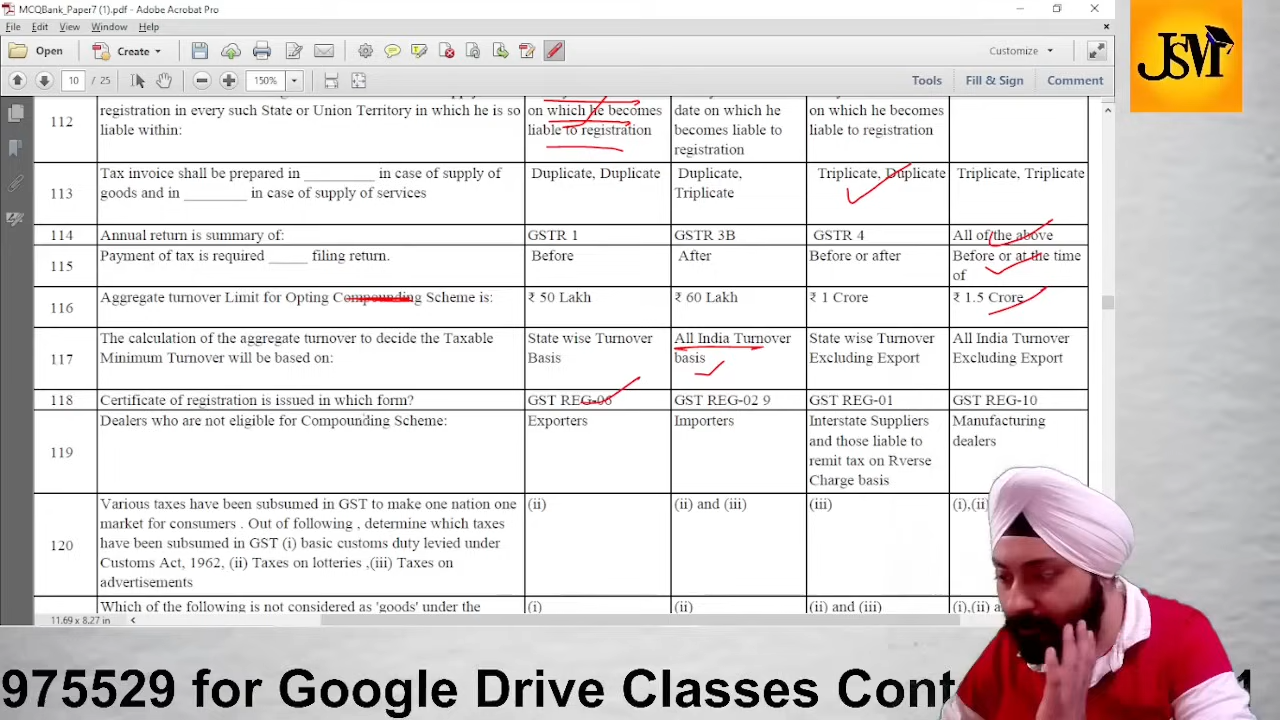 MCQBank_Paper7 (1).pdf - Adobe Acrobat Pro
File Edit View Window Help
Open Create Customize
10 / 25 150% Tools Fill & Sign Comment
JSM
112
registration in every such State or Union Territory in which he is so
liable within:
on which he becomes
liable to registration
date on which he
becomes liable to
registration
on which he becomes
liable to registration
113
Tax invoice shall be prepared in _________ in case of supply of
goods and in ________ in case of supply of services
Duplicate, Duplicate
Duplicate,
Triplicate
Triplicate, Duplicate
Triplicate, Triplicate
114
Annual return is summary of:
GSTR 1
GSTR 3B
GSTR 4
All of the above
115
Payment of tax is required _____ filing return.
Before
After
Before or after
Before or at the time
of
116
Aggregate turnover Limit for Opting Compounding Scheme is:
₹ 50 Lakh
₹ 60 Lakh
₹ 1 Crore
₹ 1.5 Crore
117
The calculation of the aggregate turnover to decide the Taxable
Minimum Turnover will be based on:
State wise Turnover
Basis
All India Turnover
basis
State wise Turnover
Excluding Export
All India Turnover
Excluding Export
118
Certificate of registration is issued in which form?
GST REG-06
GST REG-02 9
GST REG-01
GST REG-10
119
Dealers who are not eligible for Compounding Scheme:
Exporters
Importers
Interstate Suppliers
and those liable to
remit tax on Rverse
Charge basis
Manufacturing
dealers
120
Various taxes have been subsumed in GST to make one nation one
market for consumers . Out of following , determine which taxes
have been subsumed in GST (i) basic customs duty levied under
Customs Act, 1962, (ii) Taxes on lotteries ,(iii) Taxes on
advertisements
(ii)
(ii) and (iii)
(iii)
(i),(ii)
Which of the following is not considered as 'goods' under the
(i)
(ii)
(ii) and (iii)
(i),(ii) a
11.69 x 8.27 in
975529 for Google Drive Classes Cont